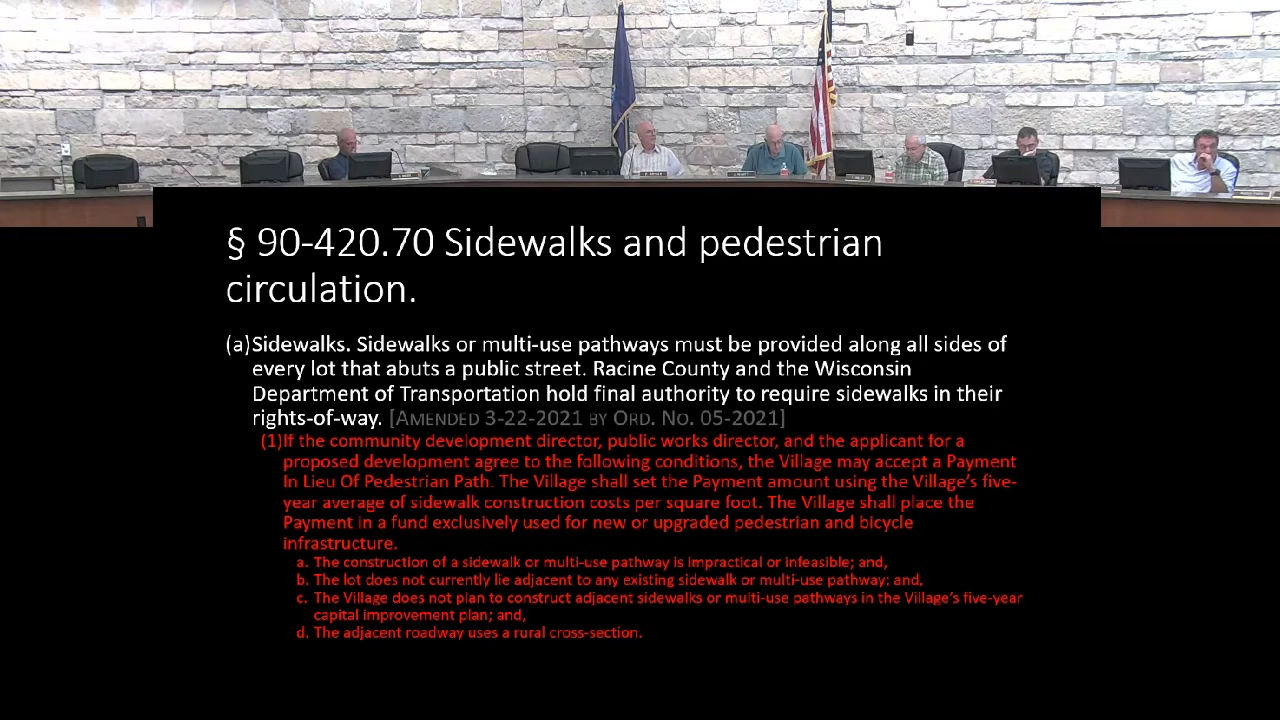 § 90-420.70 Sidewalks and pedestrian
circulation.
(a)Sidewalks. Sidewalks or multi-use pathways must be provided along all sides of
every lot that abuts a public street. Racine County and the Wisconsin
Department of Transportation hold final authority to require sidewalks in their
rights-of-way. [AMENDED 3-22-2021 BY ORD. NO. 05-2021]
(1)If the community development director, public works director, and the applicant for a
proposed development agree to the following conditions, the Village may accept a Payment
In Lieu Of Pedestrian Path. The Village shall set the Payment amount using the Village's five-
year average of sidewalk construction costs per square foot. The Village shall place the
Payment in a fund exclusively used for new or upgraded pedestrian and bicycle
infrastructure.
a. The construction of a sidewalk or multi-use pathway is impractical or infeasible; and,
b. The lot does not currently lie adjacent to any existing sidewalk or multi-use pathway; and,
c. The Village does not plan to construct adjacent sidewalks or multi-use pathways in the Village's five-year
capital improvement plan; and,
d. The adjacent roadway uses a rural cross-section.